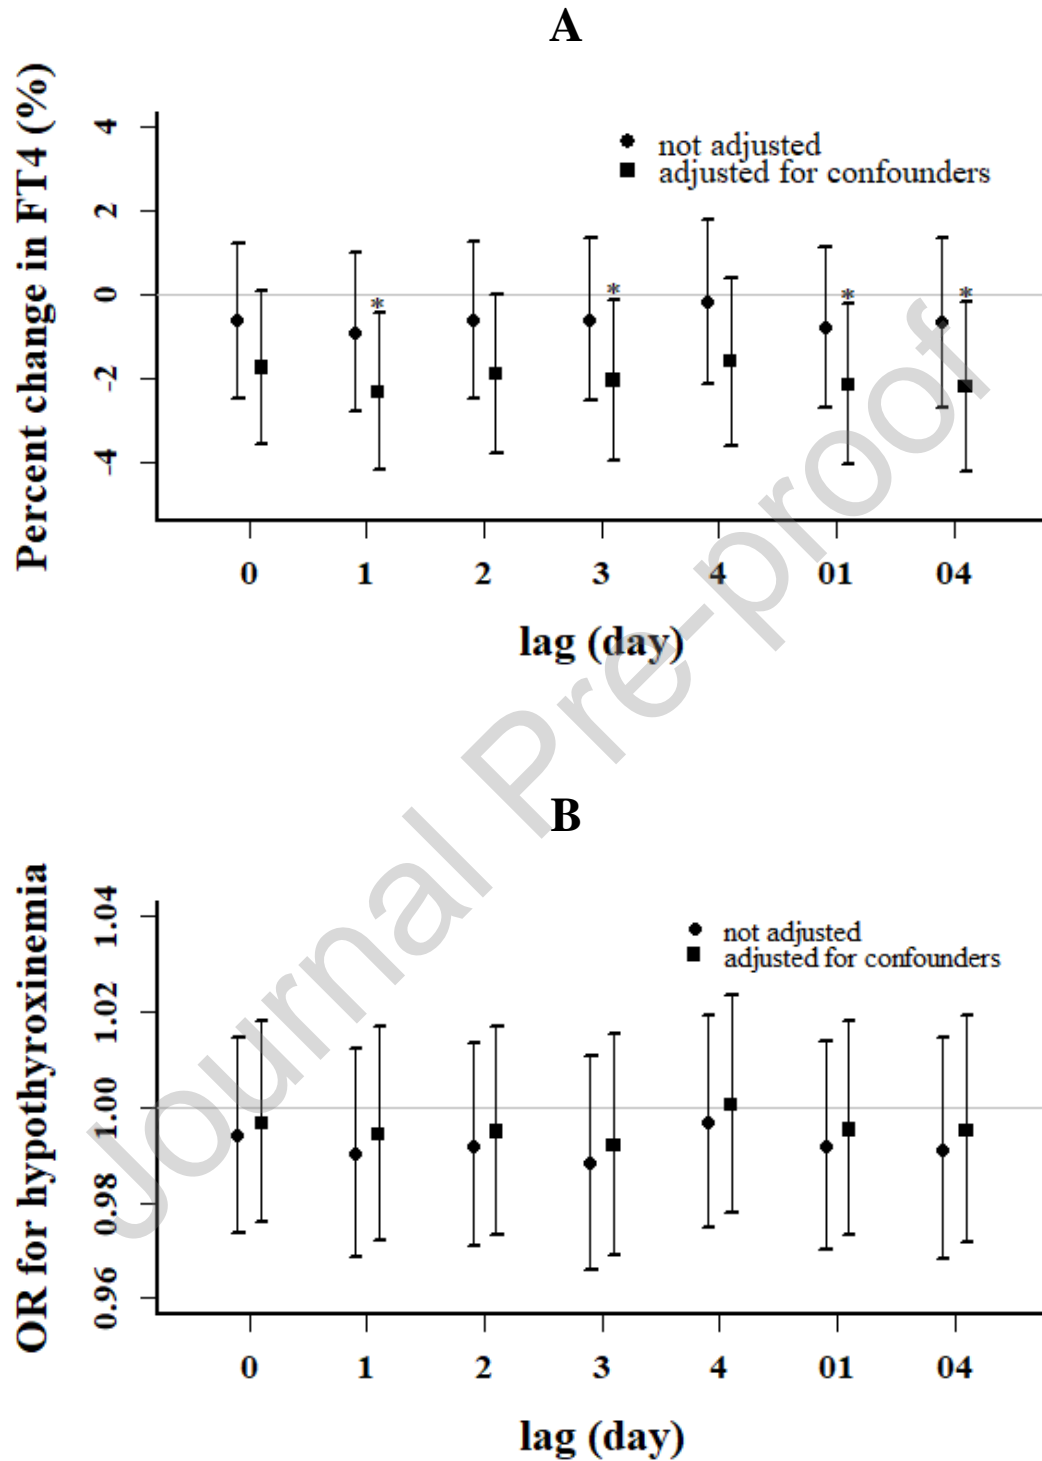 A
Percent change in FT4 (%)
4
2
0
-2
-4
not adjusted
adjusted for confounders
*
*
*
*
0 1 2 3 4 01 04
lag (day)
B
OR for hypothyroxinemia
1.04
1.02
1.00
0.98
0.96
not adjusted
adjusted for confounders
0 1 2 3 4 01 04
lag (day)
Journal Pre-proof